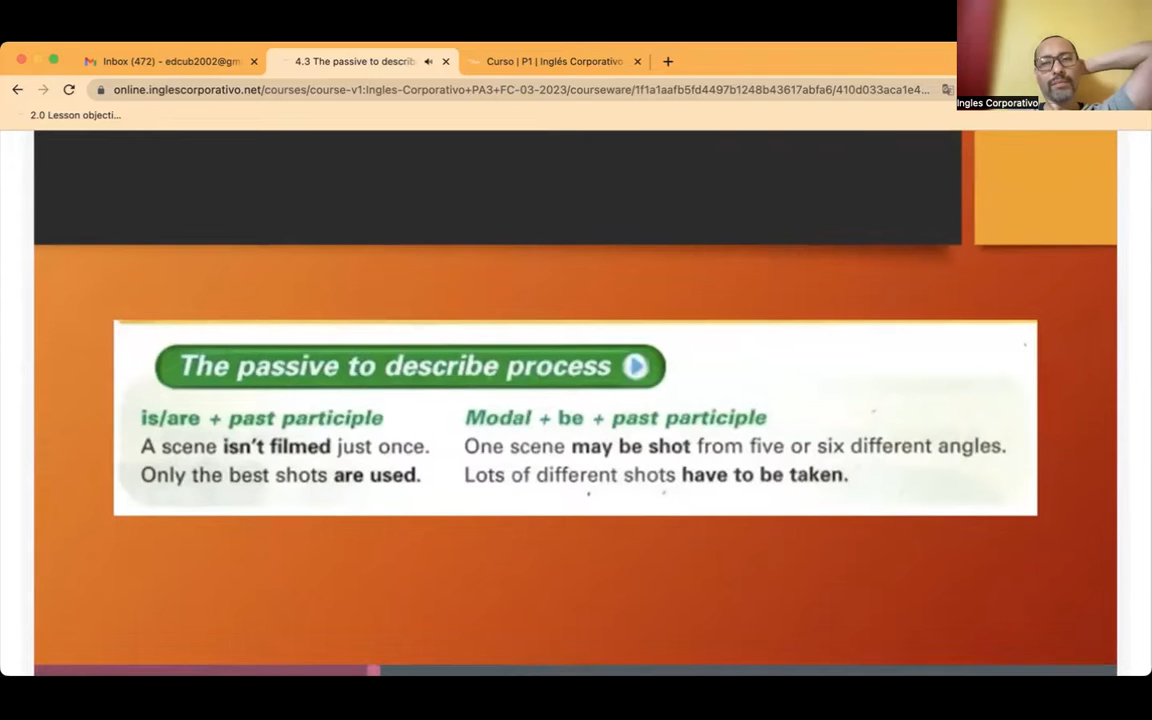 Inbox (472) - edcub2002@gm
4.3 The passive to describ
Curso | P1 | Inglés Corporativo
online.inglescorporativo.net/courses/course-v1:Ingles-Corporativo+PA3+FC-03-2023/courseware/1f1a1aafb5fd4497b1248b43617abfa6/410d033aca1e4...
Ingles Corporativo
2.0 Lesson objecti...
The passive to describe process
is/are + past participle
A scene isn't filmed just once.
Only the best shots are used.
Modal + be + past participle
One scene may be shot from five or six different angles.
Lots of different shots have to be taken.